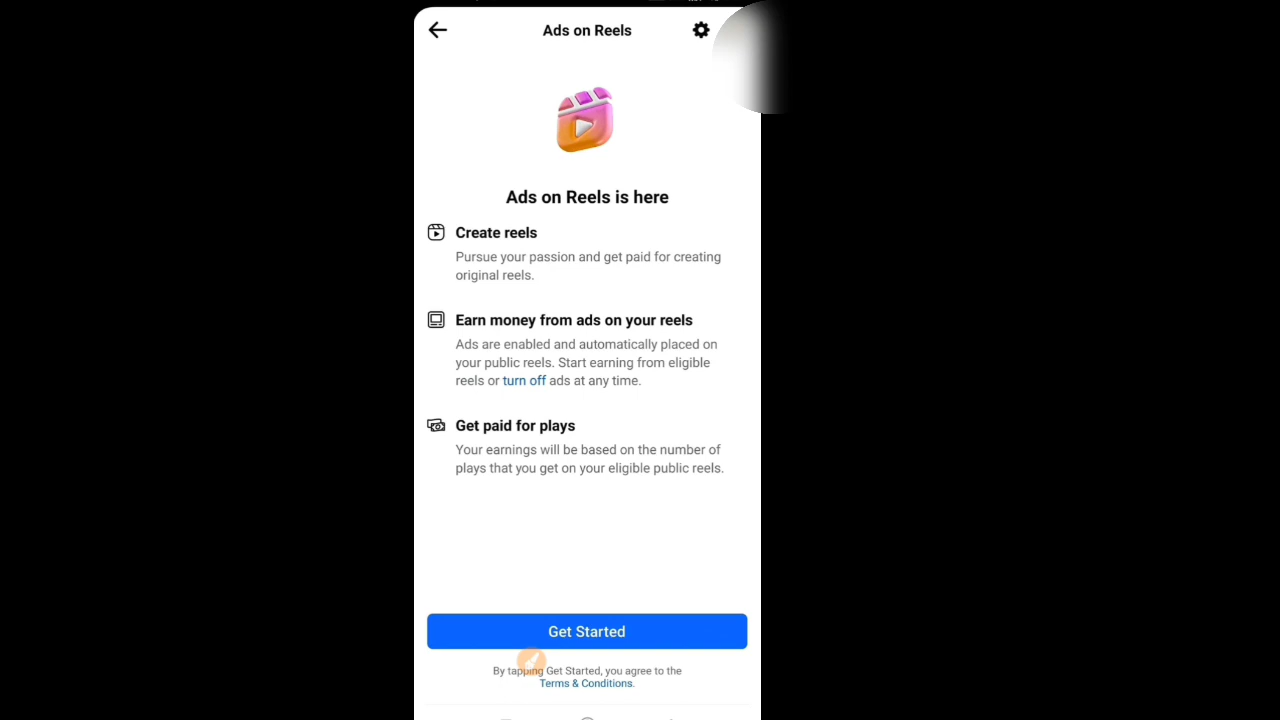 Ads on Reels
Ads on Reels is here
Create reels
Pursue your passion and get paid for creating
original reels.
Earn money from ads on your reels
Ads are enabled and automatically placed on
your public reels. Start earning from eligible
reels or turn off ads at any time.
Get paid for plays
Your earnings will be based on the number of
plays that you get on your eligible public reels.
Get Started
By tapping Get Started, you agree to the
Terms & Conditions.